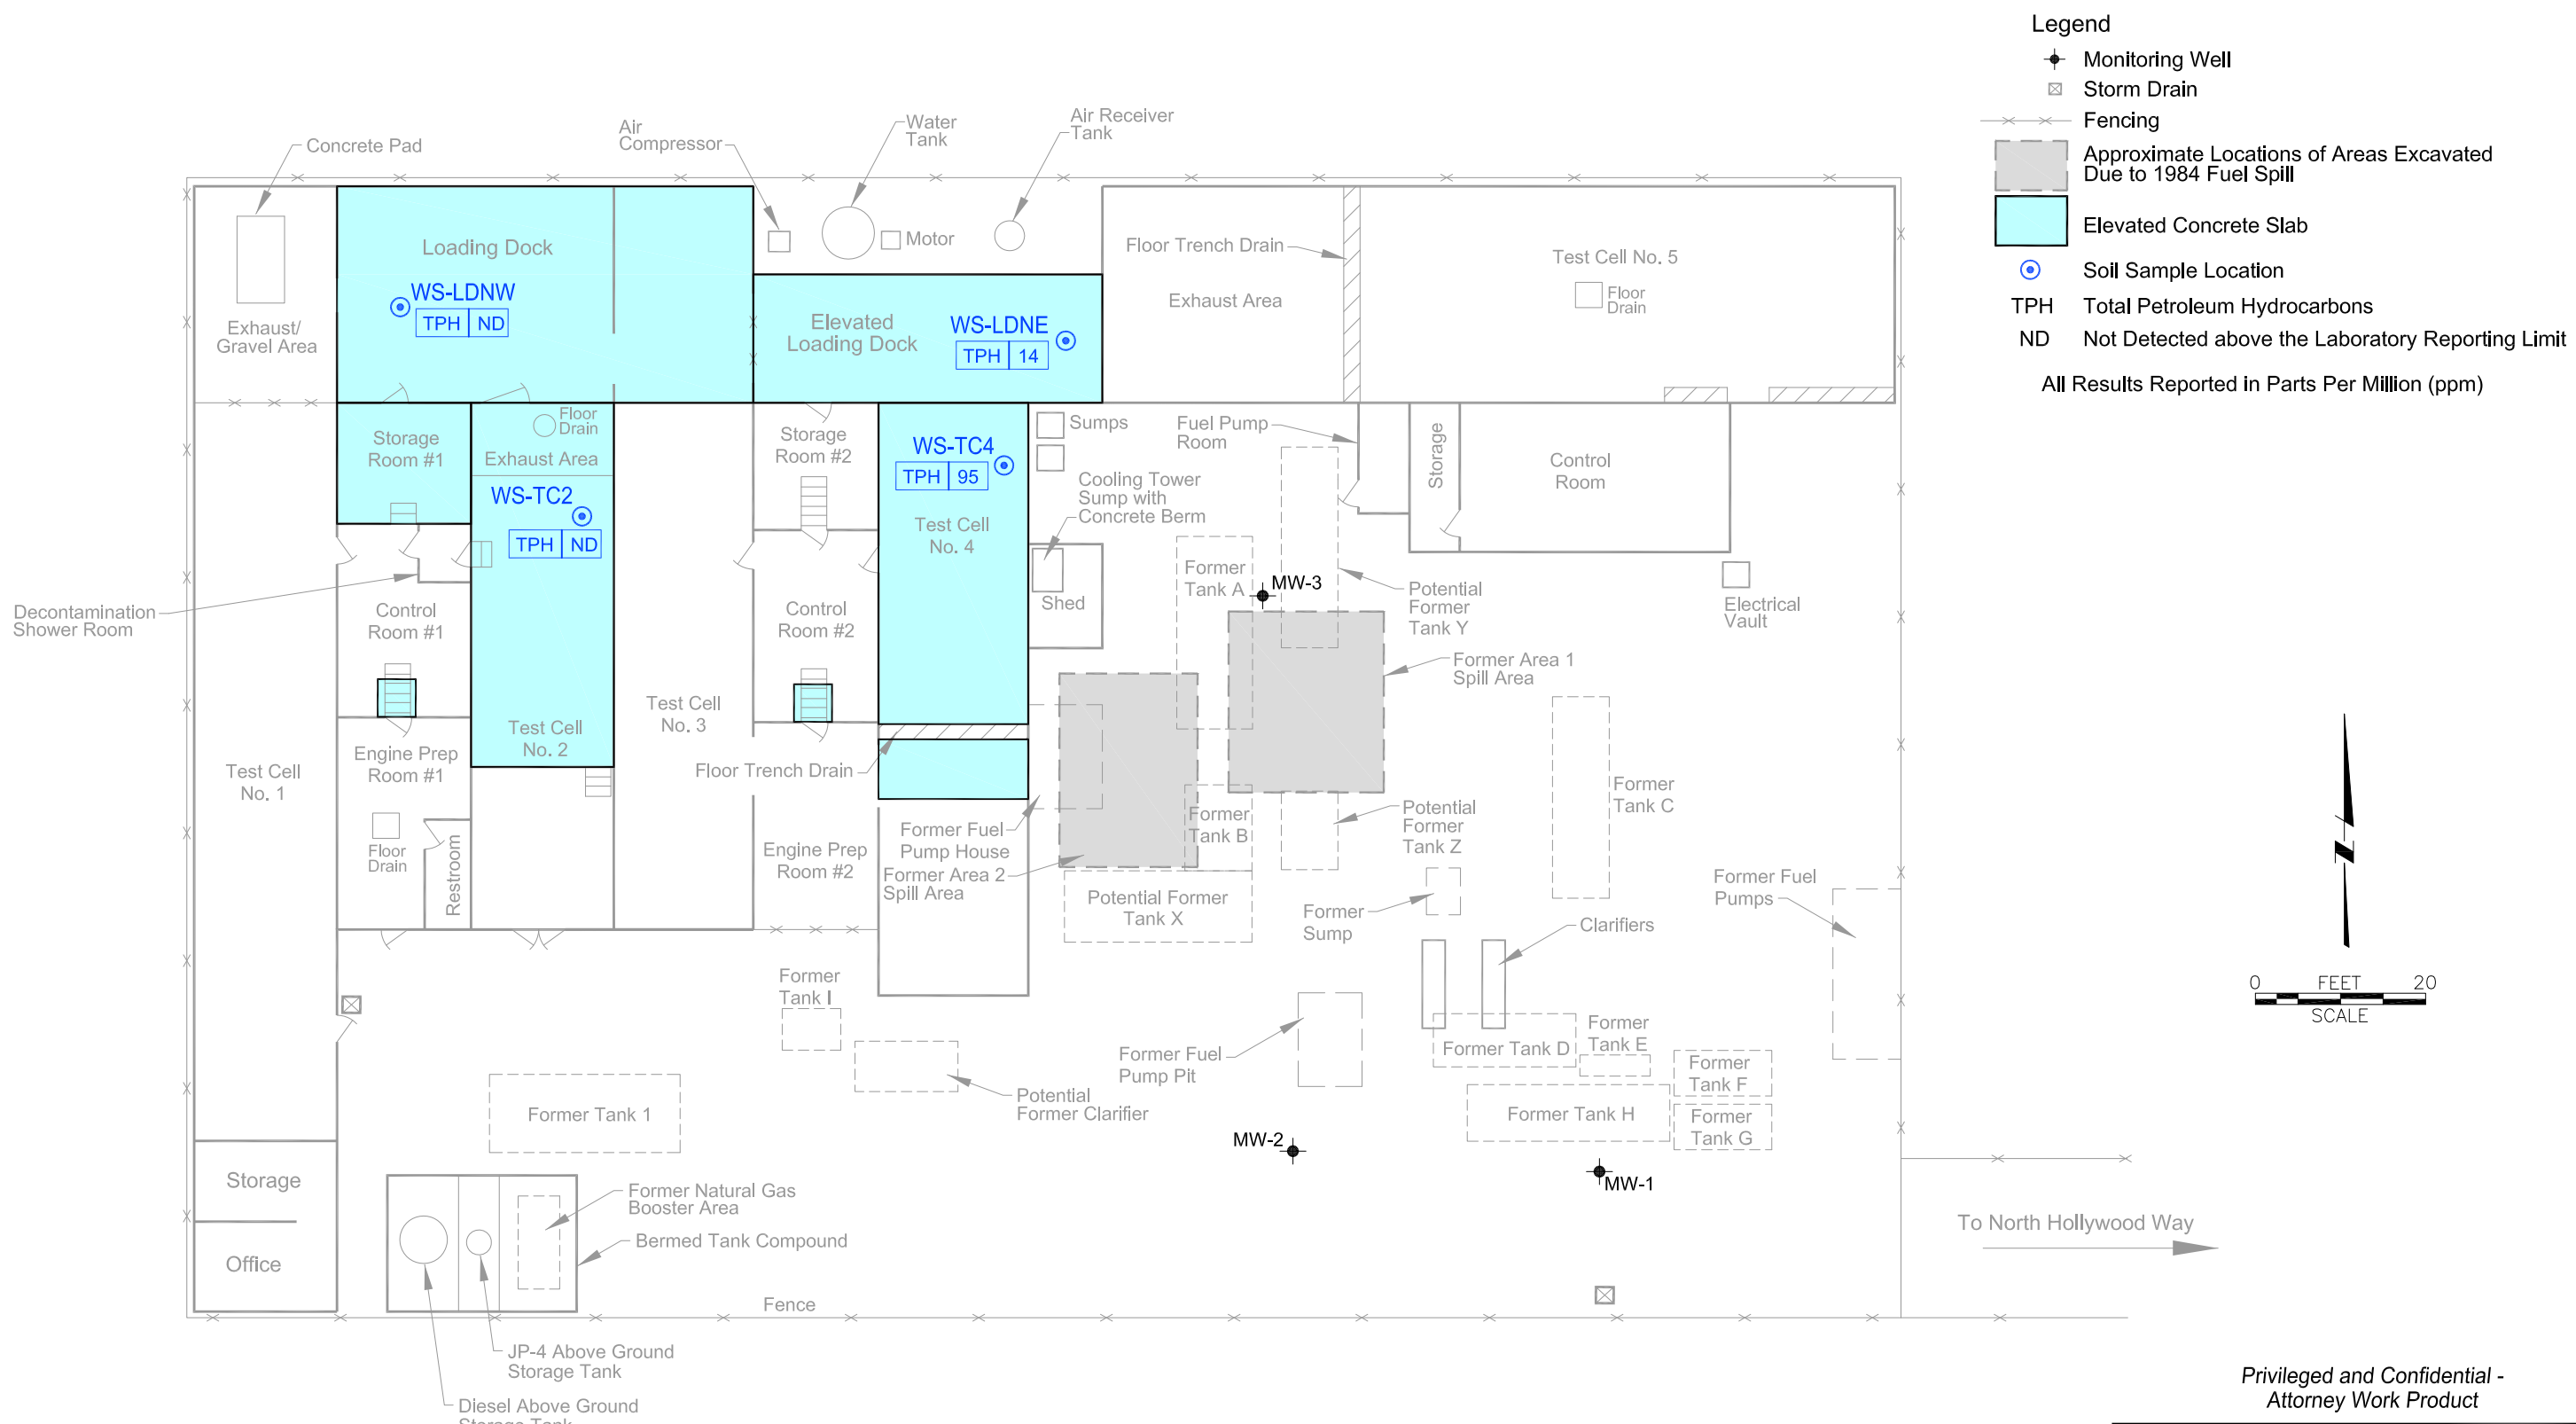 Legend
Monitoring Well
Storm Drain
Fencing
Approximate Locations of Areas Excavated
Due to 1984 Fuel Spill
Elevated Concrete Slab
Soil Sample Location
TPH Total Petroleum Hydrocarbons
ND Not Detected above the Laboratory Reporting Limit
All Results Reported in Parts Per Million (ppm)
Concrete Pad
Air
Compressor
Water
Tank
Air Receiver
Tank
Motor
Loading Dock
WS-LDNW
TPH ND
Exhaust/
Gravel Area
Elevated
Loading Dock
WS-LDNE
TPH 14
Floor Trench Drain
Exhaust Area
Test Cell No. 5
Floor
Drain
Storage
Room #1
Floor
Drain
Exhaust Area
WS-TC2
TPH ND
Storage
Room #2
WS-TC4
TPH 95
Test Cell
No. 4
Sumps
Cooling Tower
Sump with
Concrete Berm
Fuel Pump
Room
Storage
Control
Room
Decontamination
Shower Room
Control
Room #1
Control
Room #2
Shed
Former
Tank A
MW-3
Potential
Former
Tank Y
Electrical
Vault
Former Area 1
Spill Area
Test Cell
No. 1
Engine Prep
Room #1
Test Cell
No. 2
Test Cell
No. 3
Floor Trench Drain
Former
Tank C
Floor
Drain
Restroom
Engine Prep
Room #2
Former Fuel
Pump House
Former Area 2
Spill Area
Former
Tank B
Potential
Former
Tank Z
Potential Former
Tank X
Former
Sump
Clarifiers
Former Fuel
Pumps
N
0 FEET 20
SCALE
Former
Tank I
Potential
Former Clarifier
Former Fuel
Pump Pit
Former Tank D
Former
Tank E
Former
Tank F
Former
Tank G
Former Tank H
Former Tank 1
MW-2
MW-1
Storage
Office
Former Natural Gas
Booster Area
Bermed Tank Compound
Fence
To North Hollywood Way
JP-4 Above Ground
Storage Tank
Diesel Above Ground
Storage Tank
Privileged and Confidential -
Attorney Work Product